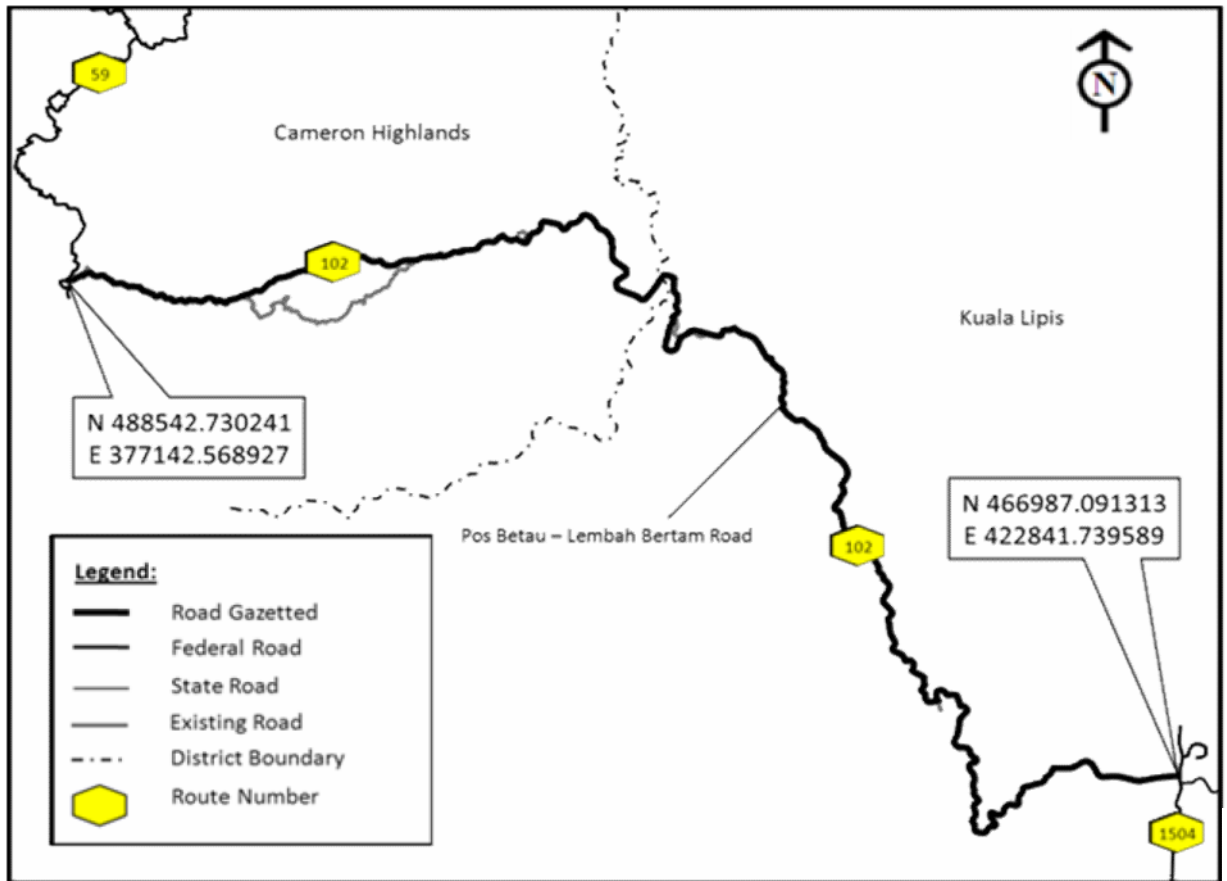 59
N
Cameron Highlands
102
Kuala Lipis
N 488542.730241
E 377142.568927
N 466987.091313
E 422841.739589
Pos Betau – Lembah Bertam Road
102
Legend:
Road Gazetted
Federal Road
State Road
Existing Road
District Boundary
Route Number
1504